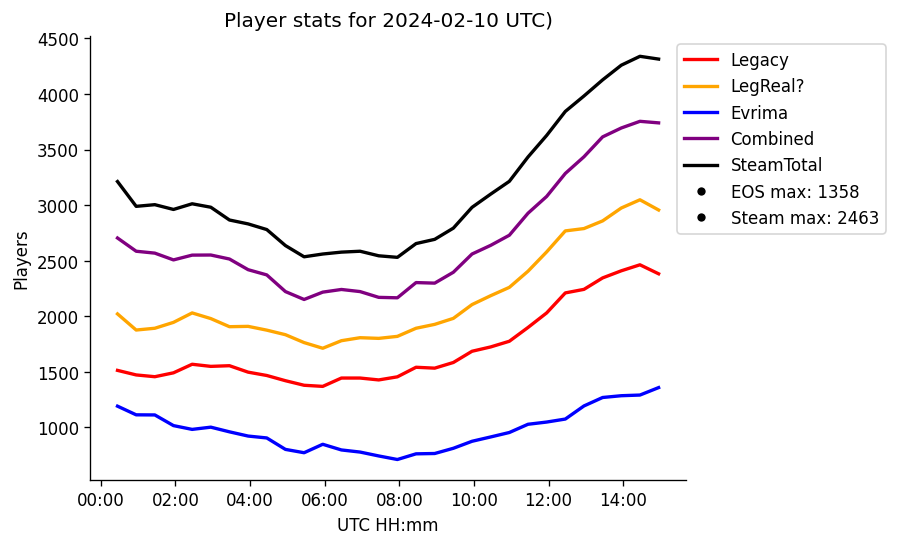 Player stats for 2024-02-10 UTC)
4500
4000
3500
3000
2500
2000
1500
1000
Players
00:00 02:00 04:00 06:00 08:00 10:00 12:00 14:00
UTC HH:mm
Legacy
LegReal?
Evrima
Combined
SteamTotal
EOS max: 1358
Steam max: 2463